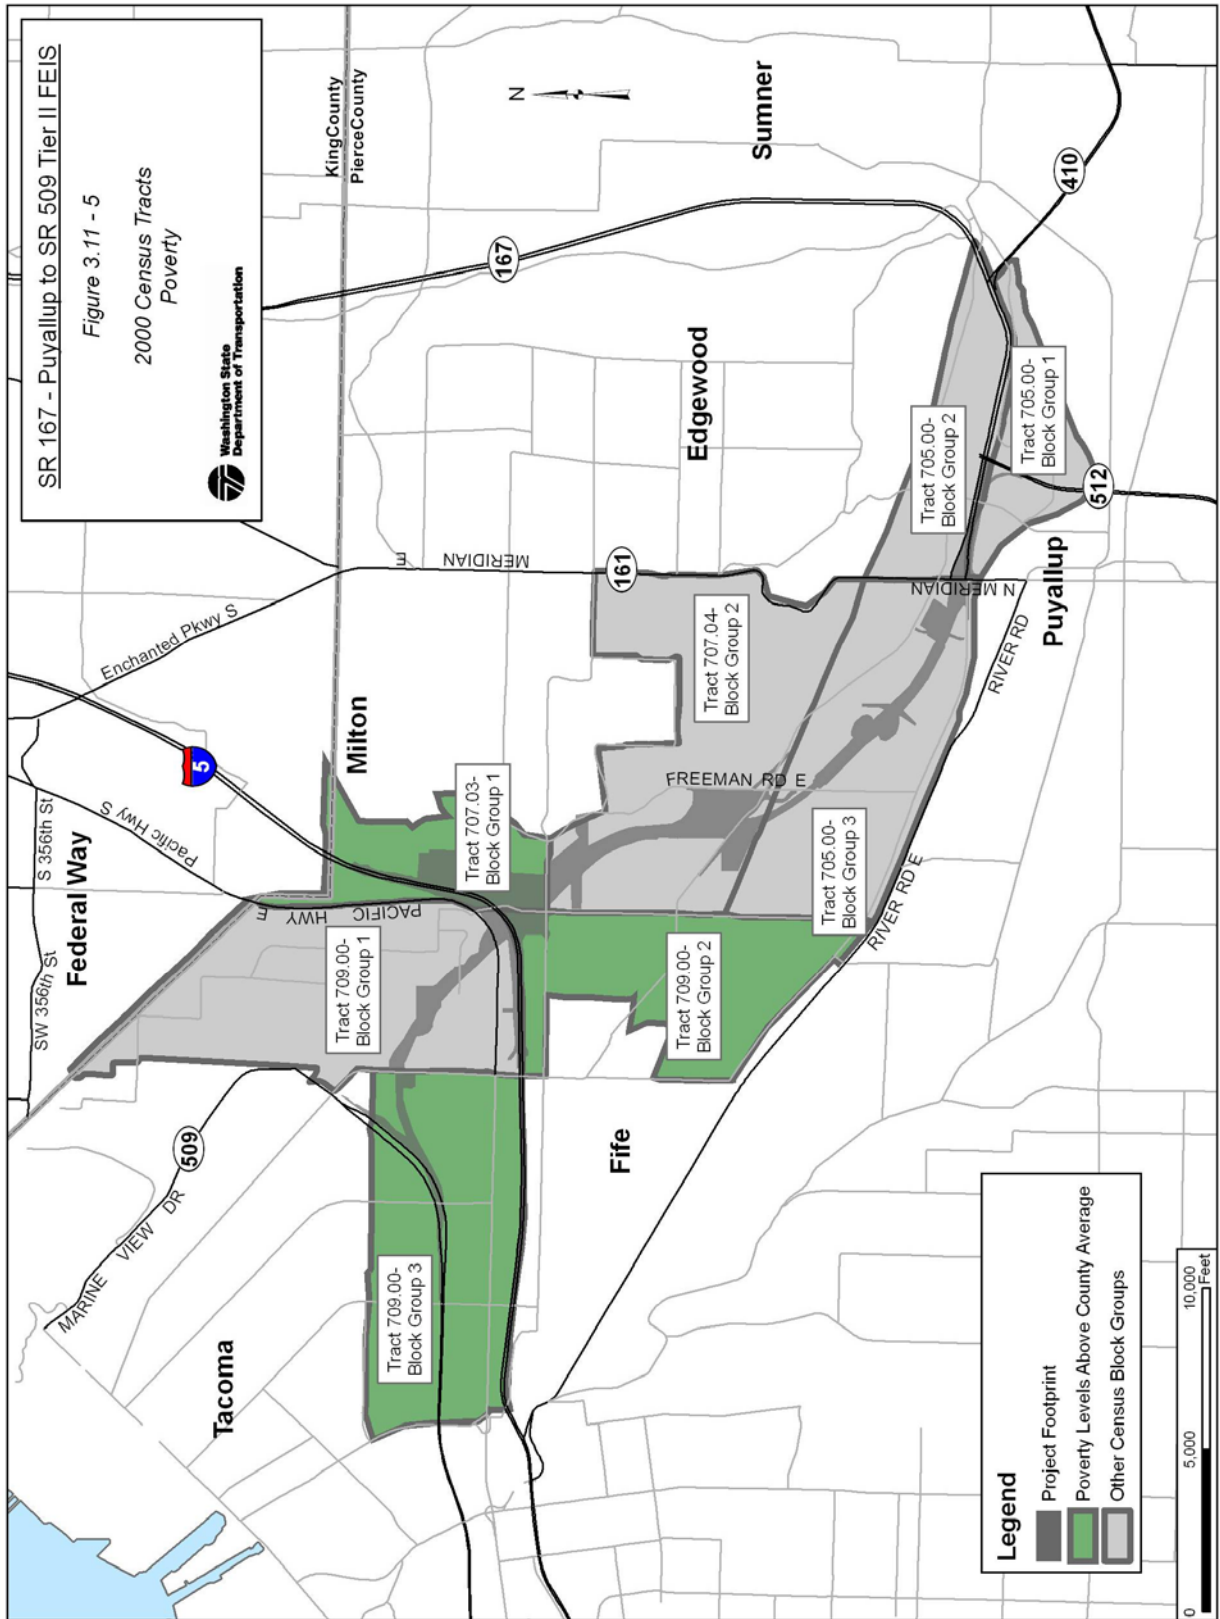 SR 167 - Puyallup to SR 509 Tier II FEIS
Figure 3.11 - 5
2000 Census Tracts
Poverty
Washington State
Department of Transportation
KingCounty
PierceCounty
N
SW 356th St
S 356th St
Federal Way
Pacific Hwy S
5
Enchanted Pkwy S
167
Sumner
MARINE VIEW DR
509
Tacoma
Milton
MERIDIAN E
161
Edgewood
PACIFIC HWY E
Tract 709.00-
Block Group 1
Tract 707.03-
Block Group 1
Tract 709.00-
Block Group 3
Tract 707.04-
Block Group 2
FREEMAN RD E
Tract 709.00-
Block Group 2
Fife
Tract 705.00-
Block Group 3
RIVER RD E
Tract 705.00-
Block Group 2
Tract 705.00-
Block Group 1
N MERIDIAN
RIVER RD
Puyallup
512
410
Legend
Project Footprint
Poverty Levels Above County Average
Other Census Block Groups
0
5,000
10,000
Feet